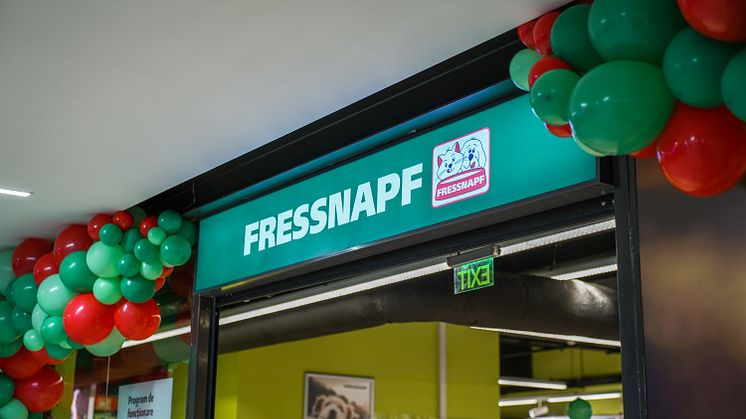 FRESSNAPF
FRESSNAPF
EXIT
Program de
funcționare